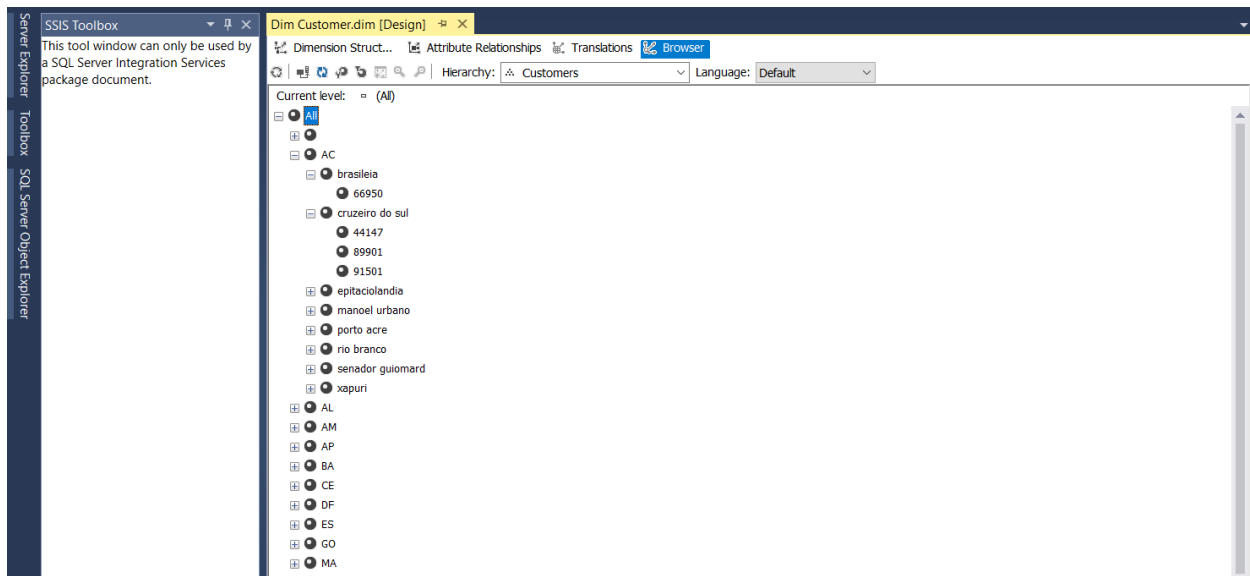 Server Explorer
Toolbox
SQL Server Object Explorer
SSIS Toolbox
This tool window can only be used by
a SQL Server Integration Services
package document.
Dim Customer.dim [Design]
Dimension Struct... Attribute Relationships Translations Browser
Hierarchy: Customers Language: Default
Current level: (All)
All
AC
brasileia
66950
cruzeiro do sul
44147
89901
91501
epitaciolandia
manoel urbano
porto acre
rio branco
senador guiomard
xapuri
AL
AM
AP
BA
CE
DF
ES
GO
MA